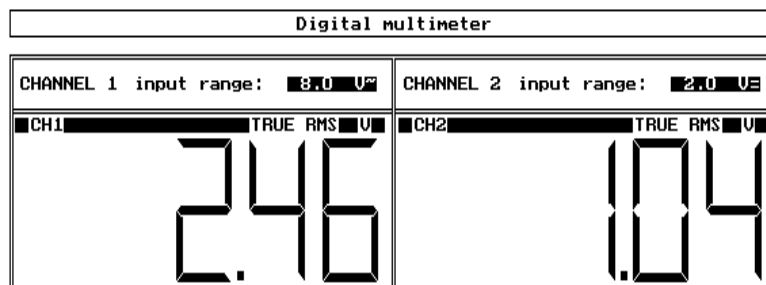 Digital multimeter
CHANNEL 1 input range: 8.0 V~
CHANNEL 2 input range: 2.0 V=
CH1 TRUE RMS V
CH2 TRUE RMS V
2.46
1.04